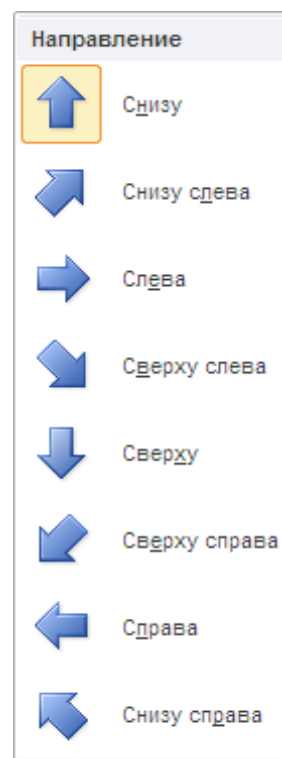 Направление
Снизу
Снизу слева
Слева
Сверху слева
Сверху
Сверху справа
Справа
Снизу справа